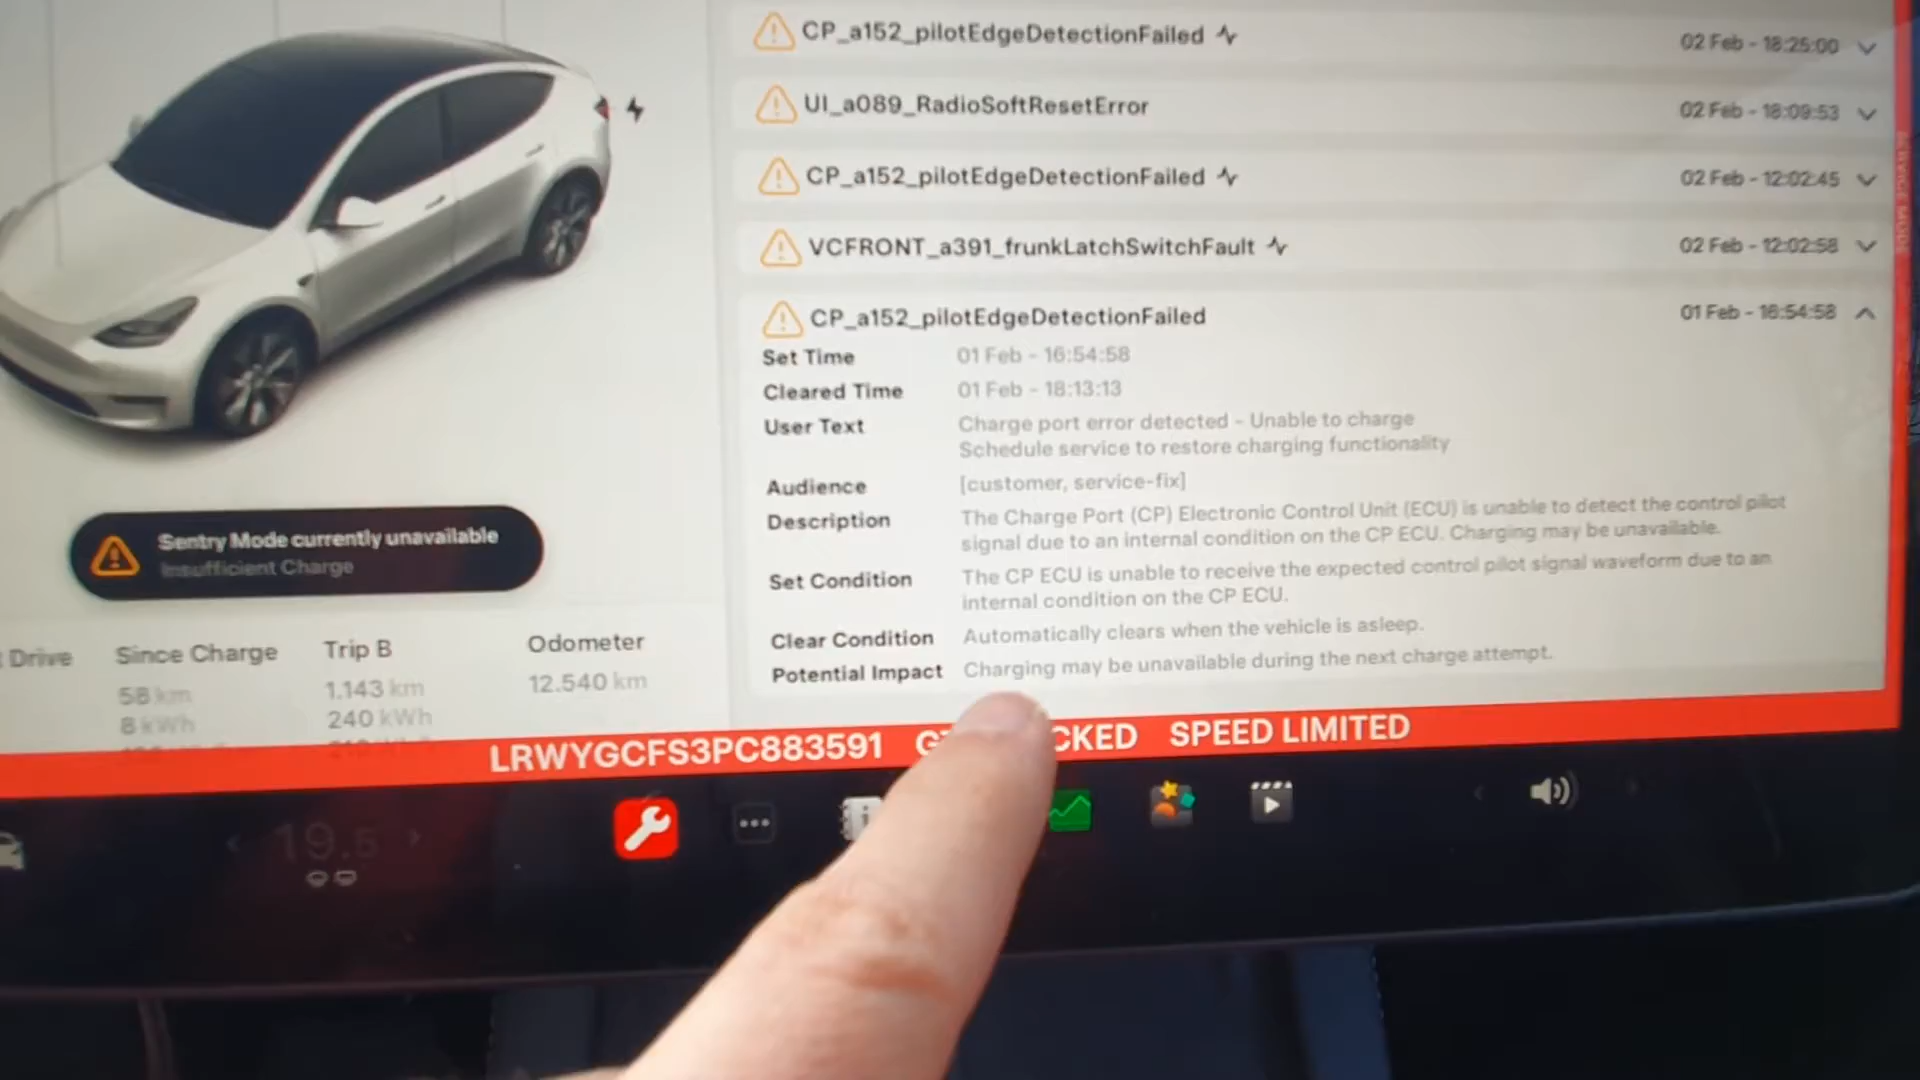 CP_a152_pilotEdgeDetectionFailed
02 Feb - 18:25:00
UI_a089_RadioSoftResetError
02 Feb - 18:09:53
CP_a152_pilotEdgeDetectionFailed
02 Feb - 12:02:45
VCFRONT_a391_frunkLatchSwitchFault
02 Feb - 12:02:58
CP_a152_pilotEdgeDetectionFailed
01 Feb - 16:54:58
Set Time 01 Feb - 16:54:58
Cleared Time 01 Feb - 18:13:13
User Text Charge port error detected - Unable to charge
Schedule service to restore charging functionality
Audience [customer, service-fix]
Description The Charge Port (CP) Electronic Control Unit (ECU) is unable to detect the control pilot
signal due to an internal condition on the CP ECU. Charging may be unavailable.
Set Condition The CP ECU is unable to receive the expected control pilot signal waveform due to an
internal condition on the CP ECU.
Clear Condition Automatically clears when the vehicle is asleep.
Potential Impact Charging may be unavailable during the next charge attempt.
Sentry Mode currently unavailable
Insufficient Charge
Drive Since Charge Trip B Odometer
58 km 1.143 km 12.540 km
8 kWh 240 kWh
LRWYGCFS3PC883591 CKED SPEED LIMITED
19.5